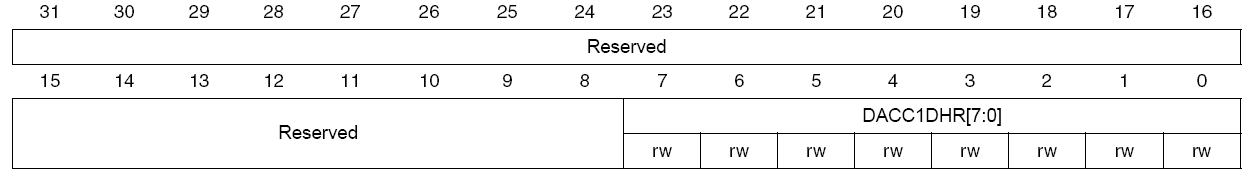 31 30 29 28 27 26 25 24 23 22 21 20 19 18 17 16
Reserved
15 14 13 12 11 10 9 8 7 6 5 4 3 2 1 0
Reserved
DACC1DHR[7:0]
rw rw rw rw rw rw rw rw